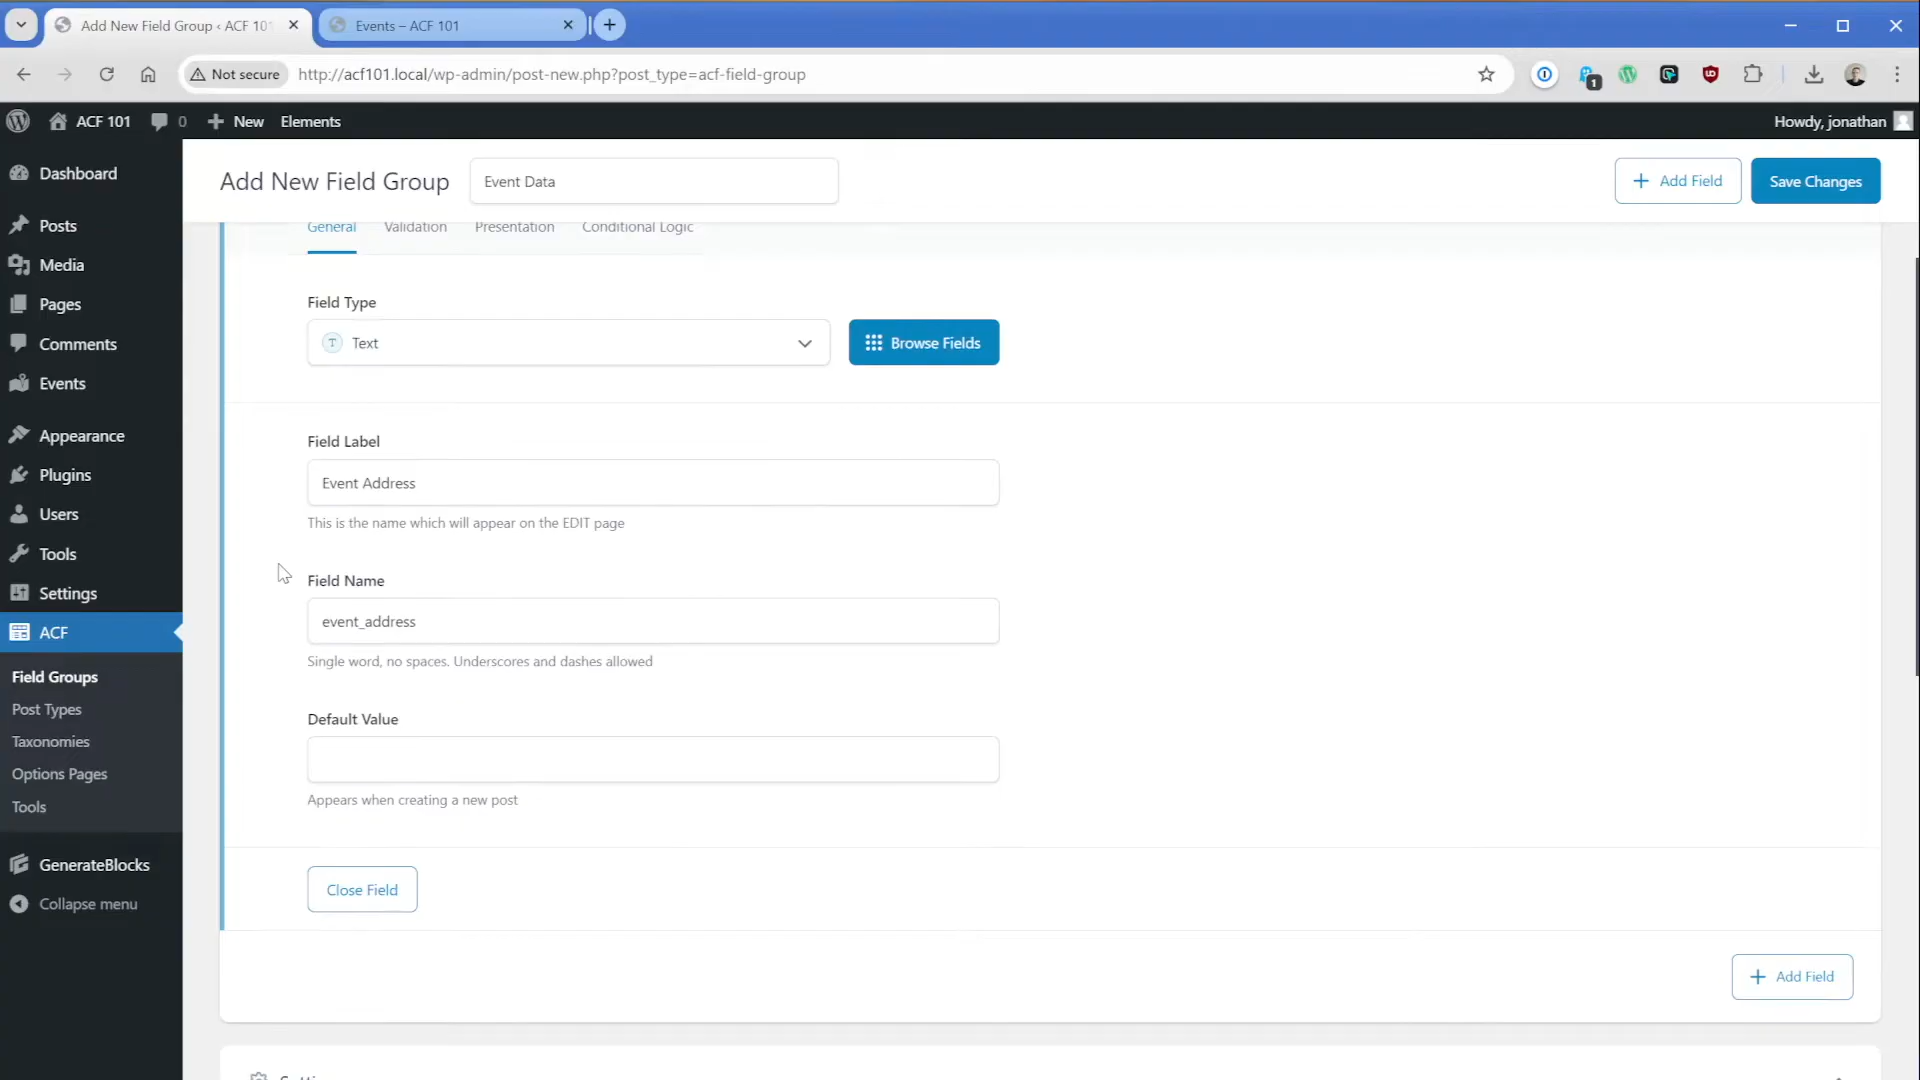 Add New Field Group ‹ ACF 101
Events – ACF 101
Not secure
http://acf101.local/wp-admin/post-new.php?post_type=acf-field-group
1
ACF 101
0
New
Elements
Howdy, jonathan
Dashboard
Posts
Media
Pages
Comments
Events
Appearance
Plugins
Users
Tools
Settings
ACF
Field Groups
Post Types
Taxonomies
Options Pages
Tools
GenerateBlocks
Collapse menu
Add New Field Group
Event Data
Add Field
Save Changes
General
Validation
Presentation
Conditional Logic
Field Type
T
Text
Browse Fields
Field Label
Event Address
This is the name which will appear on the EDIT page
Field Name
event_address
Single word, no spaces. Underscores and dashes allowed
Default Value
Appears when creating a new post
Close Field
Add Field